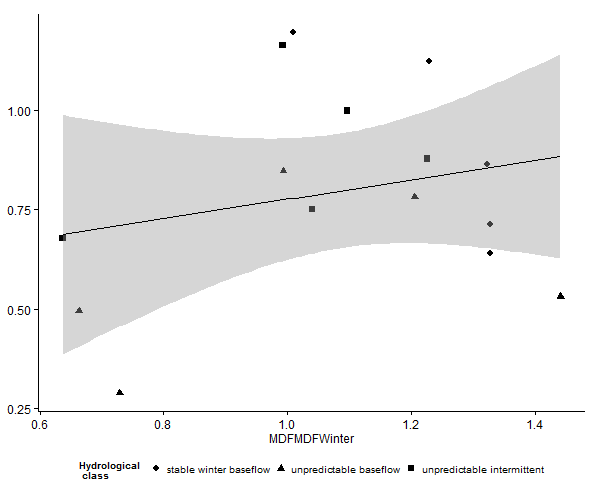 1.00
0.75
0.50
0.25
0.6 0.8 1.0 1.2 1.4
MDFMDFWinter
Hydrological
class
stable winter baseflow unpredictable baseflow unpredictable intermittent